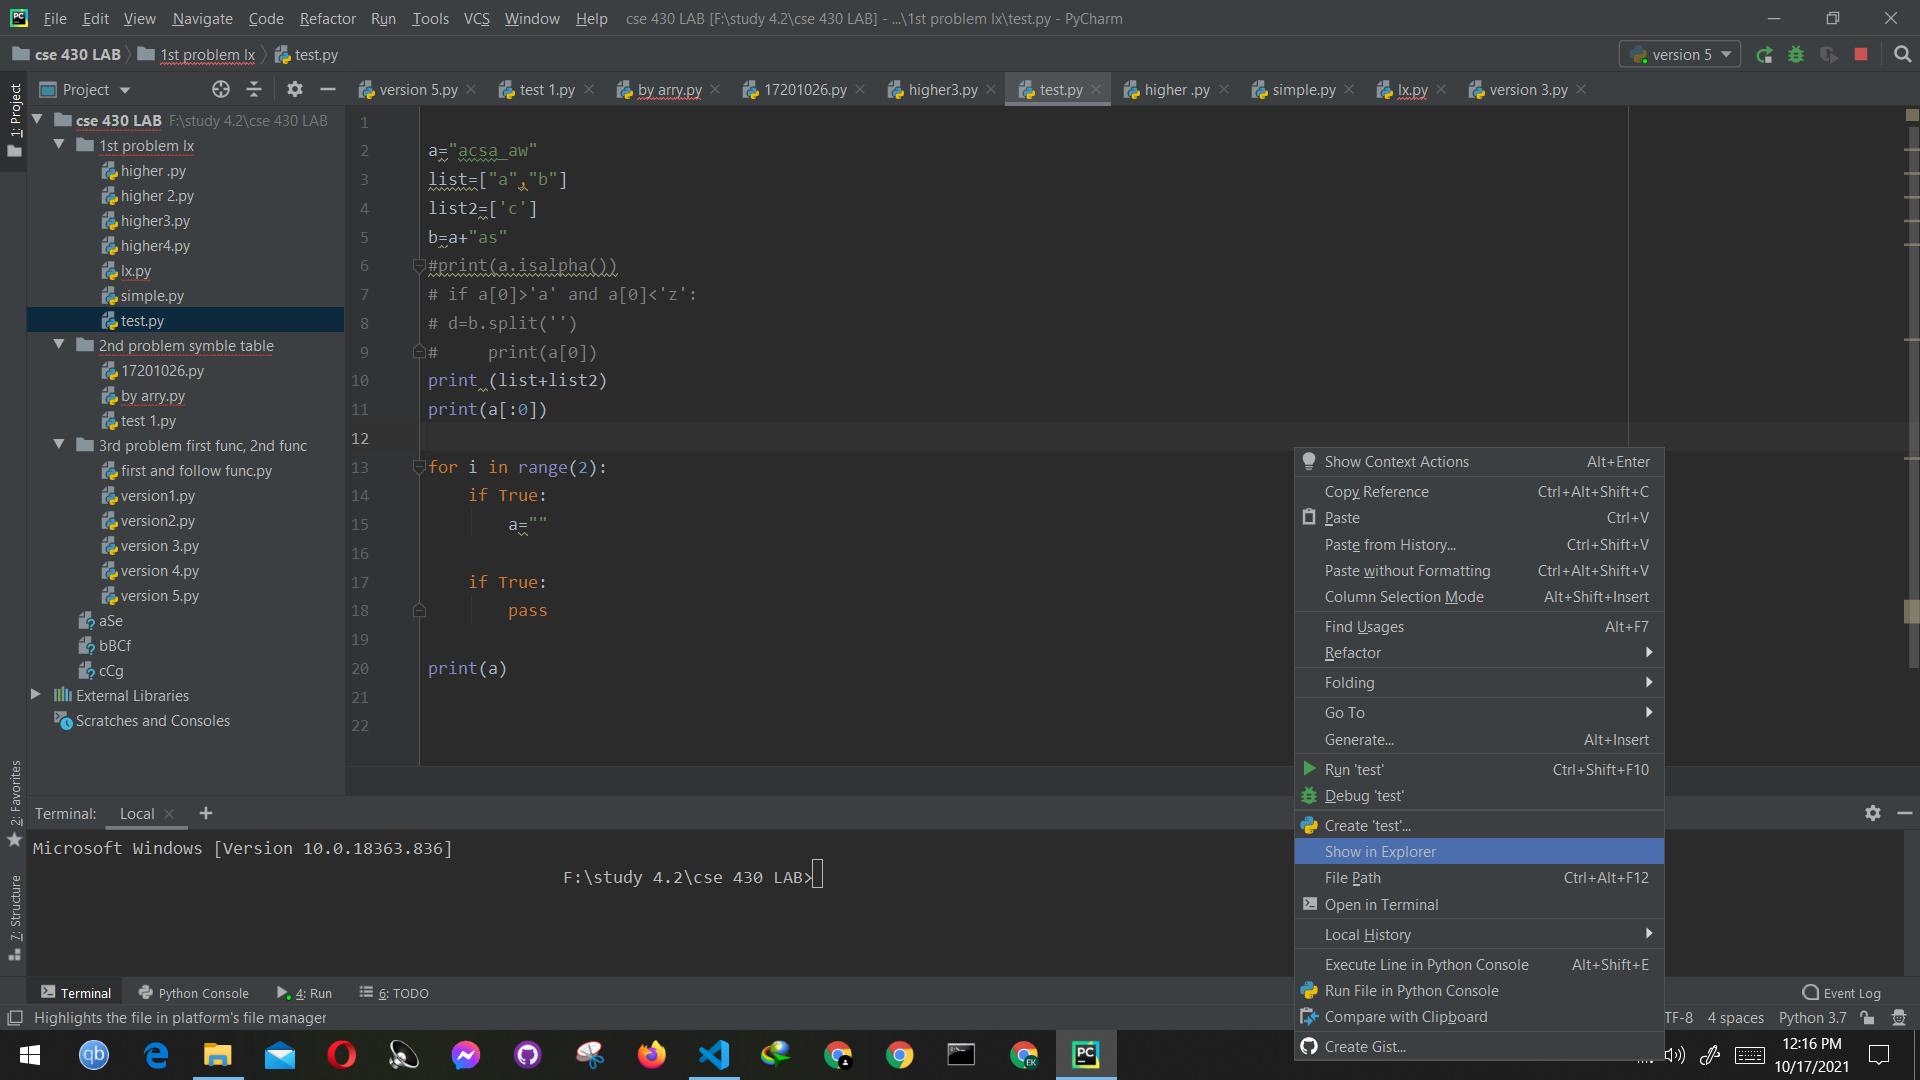 File Edit View Navigate Code Refactor Run Tools VCS Window Help cse 430 LAB [F:\study 4.2\cse 430 LAB] - ...\1st problem lx\test.py - PyCharm
cse 430 LAB 1st problem lx test.py version 5
Project version 5.py test 1.py by arry.py 17201026.py higher3.py test.py higher .py simple.py lx.py version 3.py
1: Project
cse 430 LAB F:\study 4.2\cse 430 LAB
1st problem lx
higher .py
higher 2.py
higher3.py
higher4.py
lx.py
simple.py
test.py
2nd problem symble table
17201026.py
by arry.py
test 1.py
3rd problem first func, 2nd func
first and follow func.py
version1.py
version2.py
version 3.py
version 4.py
version 5.py
aSe
bBCf
cCg
External Libraries
Scratches and Consoles
2: Favorites
7: Structure
1
2 a="acsa_aw"
3 list=["a","b"]
4 list2=['c']
5 b=a+"as"
6 #print(a.isalpha())
7 # if a[0]>'a' and a[0]<'z':
8 # d=b.split('')
9 #     print(a[0])
10 print (list+list2)
11 print(a[:0])
12
13 for i in range(2):
14     if True:
15         a=""
16
17     if True:
18         pass
19
20 print(a)
21
22
Show Context Actions Alt+Enter
Copy Reference Ctrl+Alt+Shift+C
Paste Ctrl+V
Paste from History... Ctrl+Shift+V
Paste without Formatting Ctrl+Alt+Shift+V
Column Selection Mode Alt+Shift+Insert
Find Usages Alt+F7
Refactor
Folding
Go To
Generate... Alt+Insert
Run 'test' Ctrl+Shift+F10
Debug 'test'
Create 'test'...
Show in Explorer
File Path Ctrl+Alt+F12
Open in Terminal
Local History
Execute Line in Python Console Alt+Shift+E
Run File in Python Console
Compare with Clipboard
Create Gist...
Terminal: Local +
Microsoft Windows [Version 10.0.18363.836]
F:\study 4.2\cse 430 LAB>
Terminal Python Console 4: Run 6: TODO Event Log
Highlights the file in platform's file manager TF-8 4 spaces Python 3.7
12:16 PM
10/17/2021